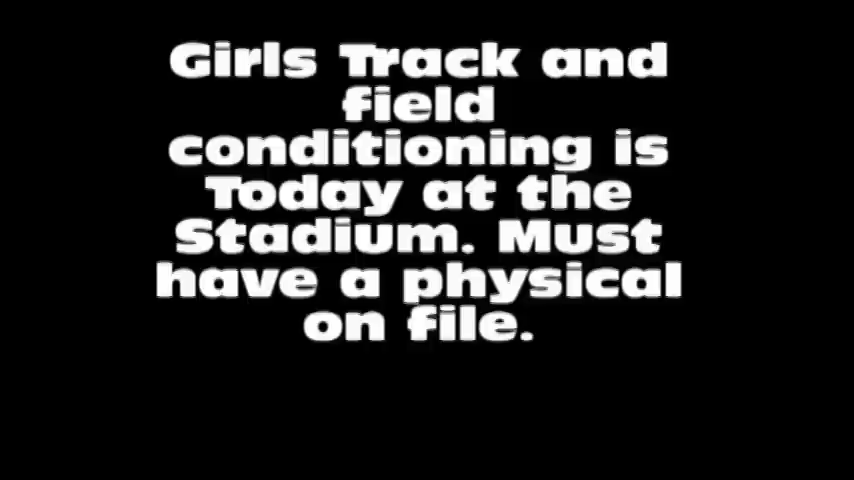 Girls Track and
field
conditioning is
Today at the
Stadium. Must
have a physical
on file.